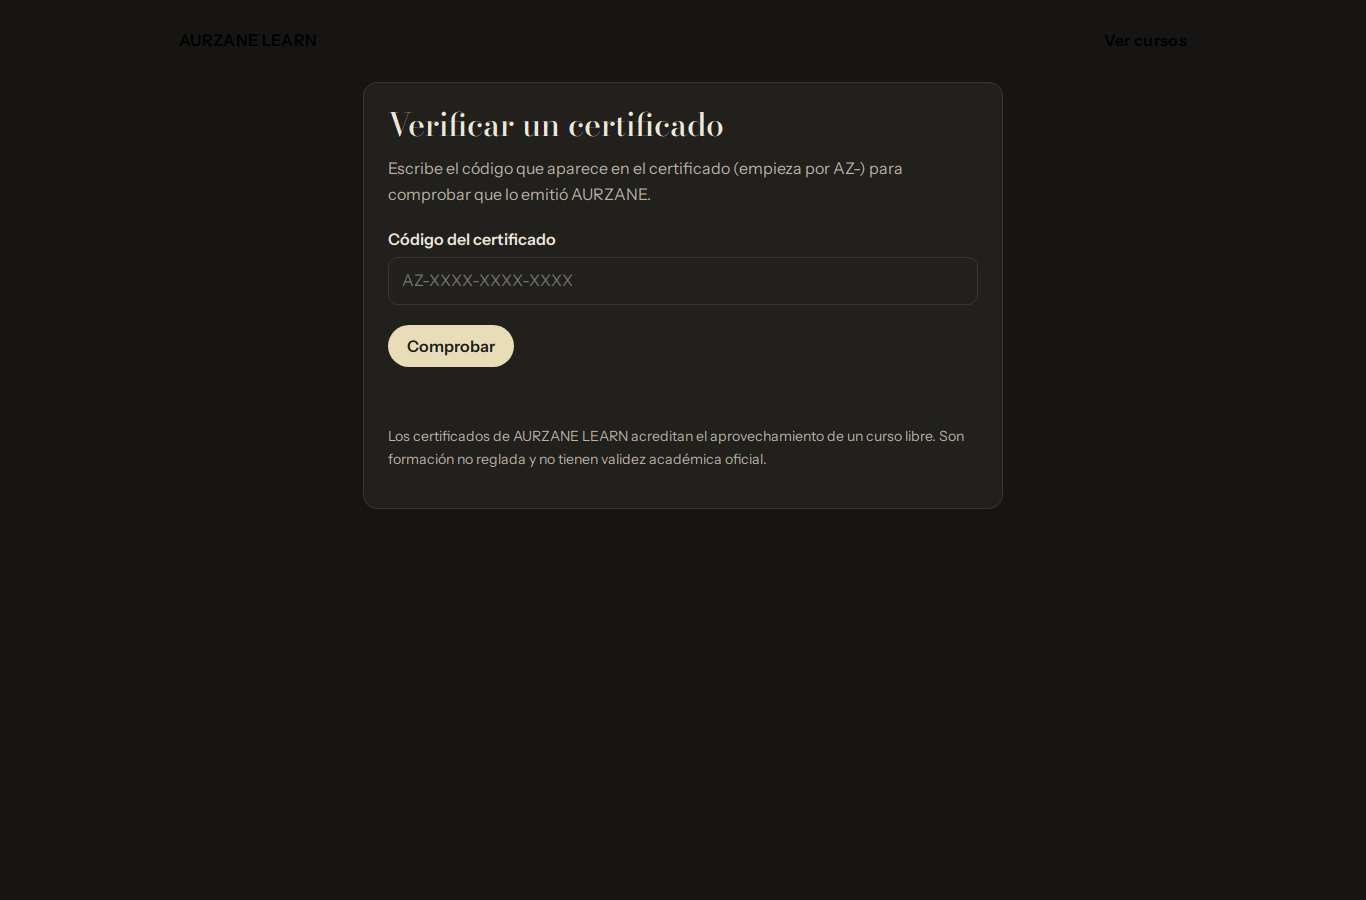 AURZANE LEARN
Ver cursos
Verificar un certificado
Escribe el código que aparece en el certificado (empieza por AZ-) para
comprobar que lo emitió AURZANE.
Código del certificado
AZ-XXXX-XXXX-XXXX
Comprobar
Los certificados de AURZANE LEARN acreditan el aprovechamiento de un curso libre. Son
formación no reglada y no tienen validez académica oficial.